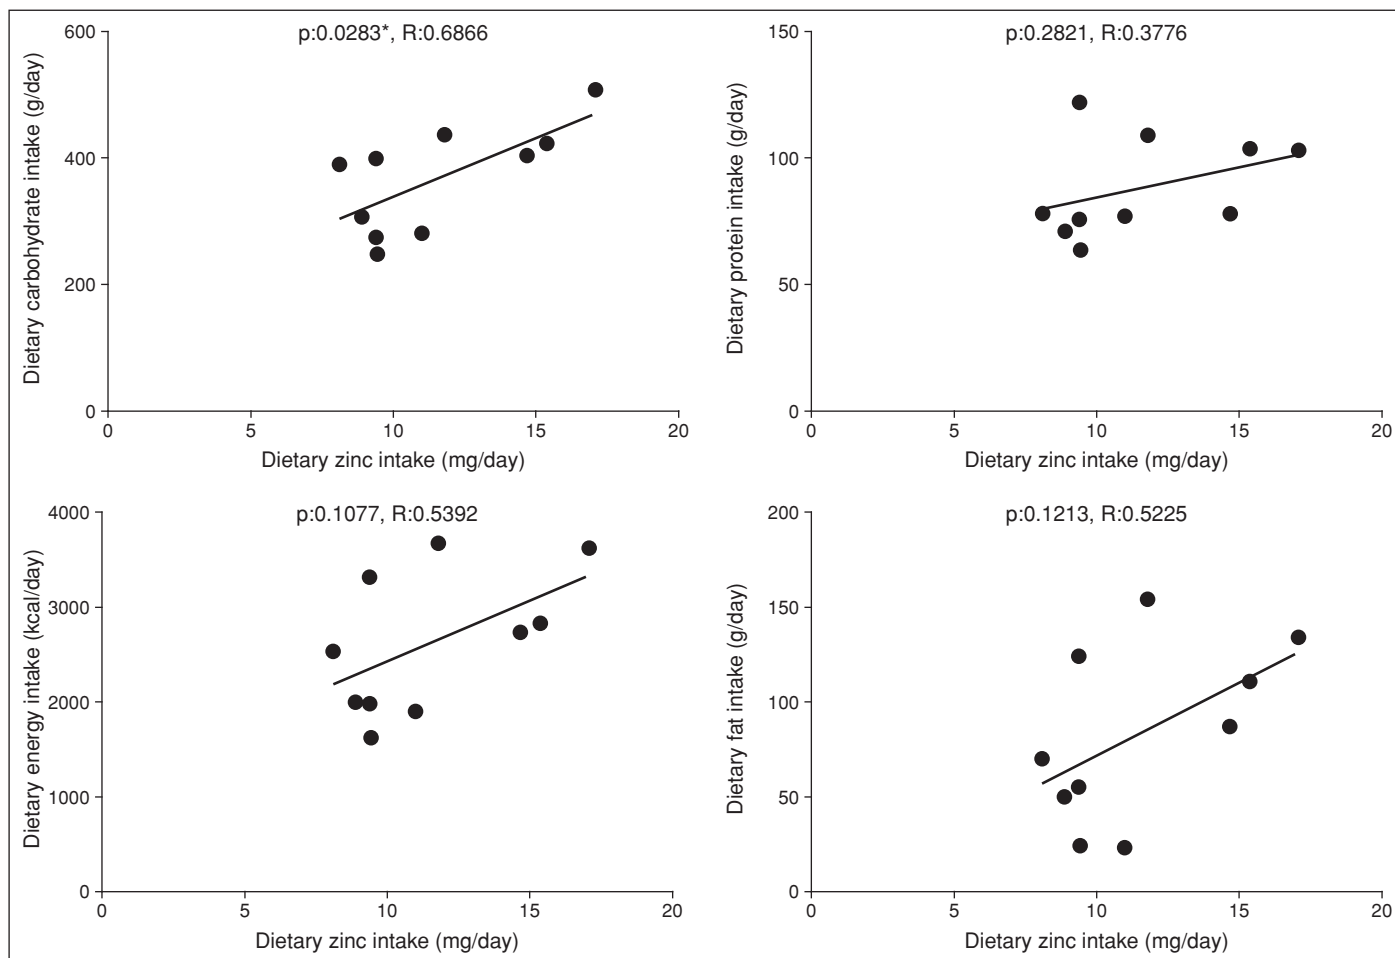 p:0.0283*, R:0.6866
600
400
200
0
0 5 10 15 20
Dietary carbohydrate intake (g/day)
Dietary zinc intake (mg/day)
p:0.2821, R:0.3776
150
100
50
0
0 5 10 15 20
Dietary protein intake (g/day)
Dietary zinc intake (mg/day)
p:0.1077, R:0.5392
4000
3000
2000
1000
0
0 5 10 15 20
Dietary energy intake (kcal/day)
Dietary zinc intake (mg/day)
p:0.1213, R:0.5225
200
150
100
50
0
0 5 10 15 20
Dietary fat intake (g/day)
Dietary zinc intake (mg/day)